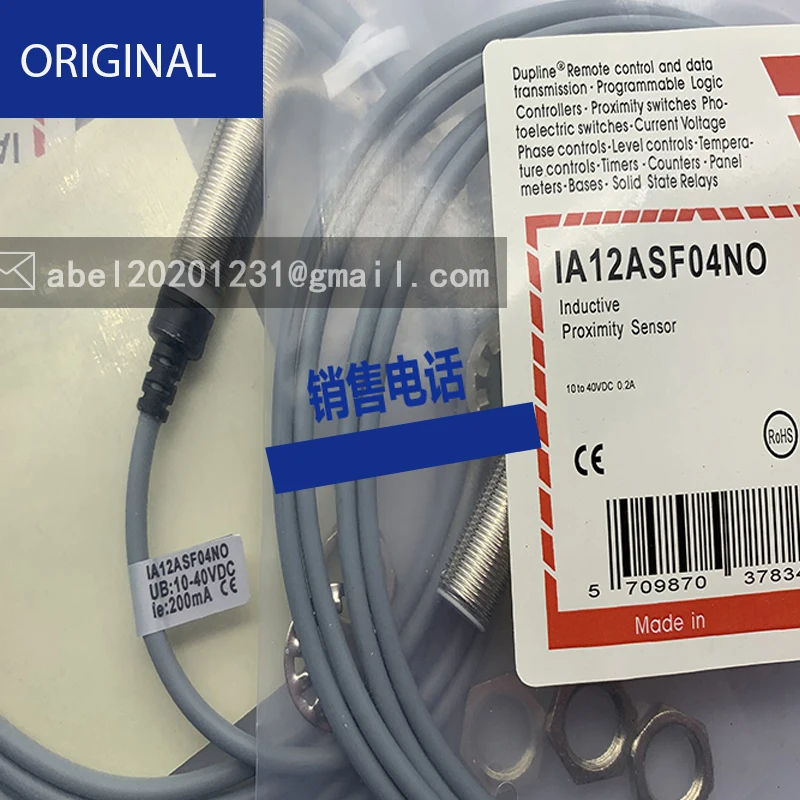 ORIGINAL
Dupline® Remote control and data
transmission · Programmable Logic
Controllers · Proximity switches Pho-
toelectric switches · Current Voltage
Phase controls · Level controls · Tempera-
ture controls · Timers · Counters · Panel
meters · Bases · Solid State Relays
IA12ASF04NO
Inductive
Proximity Sensor
10 to 40VDC 0.2A
CE
RoHS
5 709870 37834
Made in
abel20201231@gmail.com
销售电话
IA12ASF04NO
UB:10-40VDC
ie:200mA CE
IA